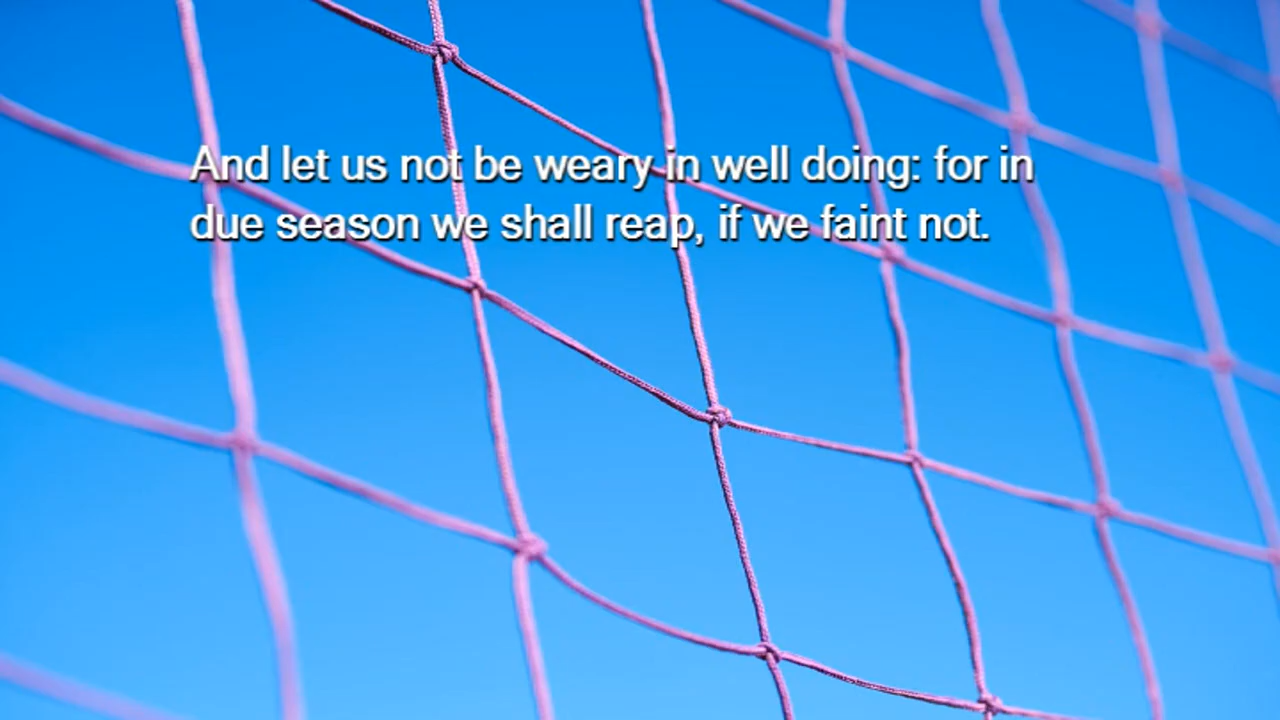 And let us not be weary in well doing: for in
due season we shall reap, if we faint not.